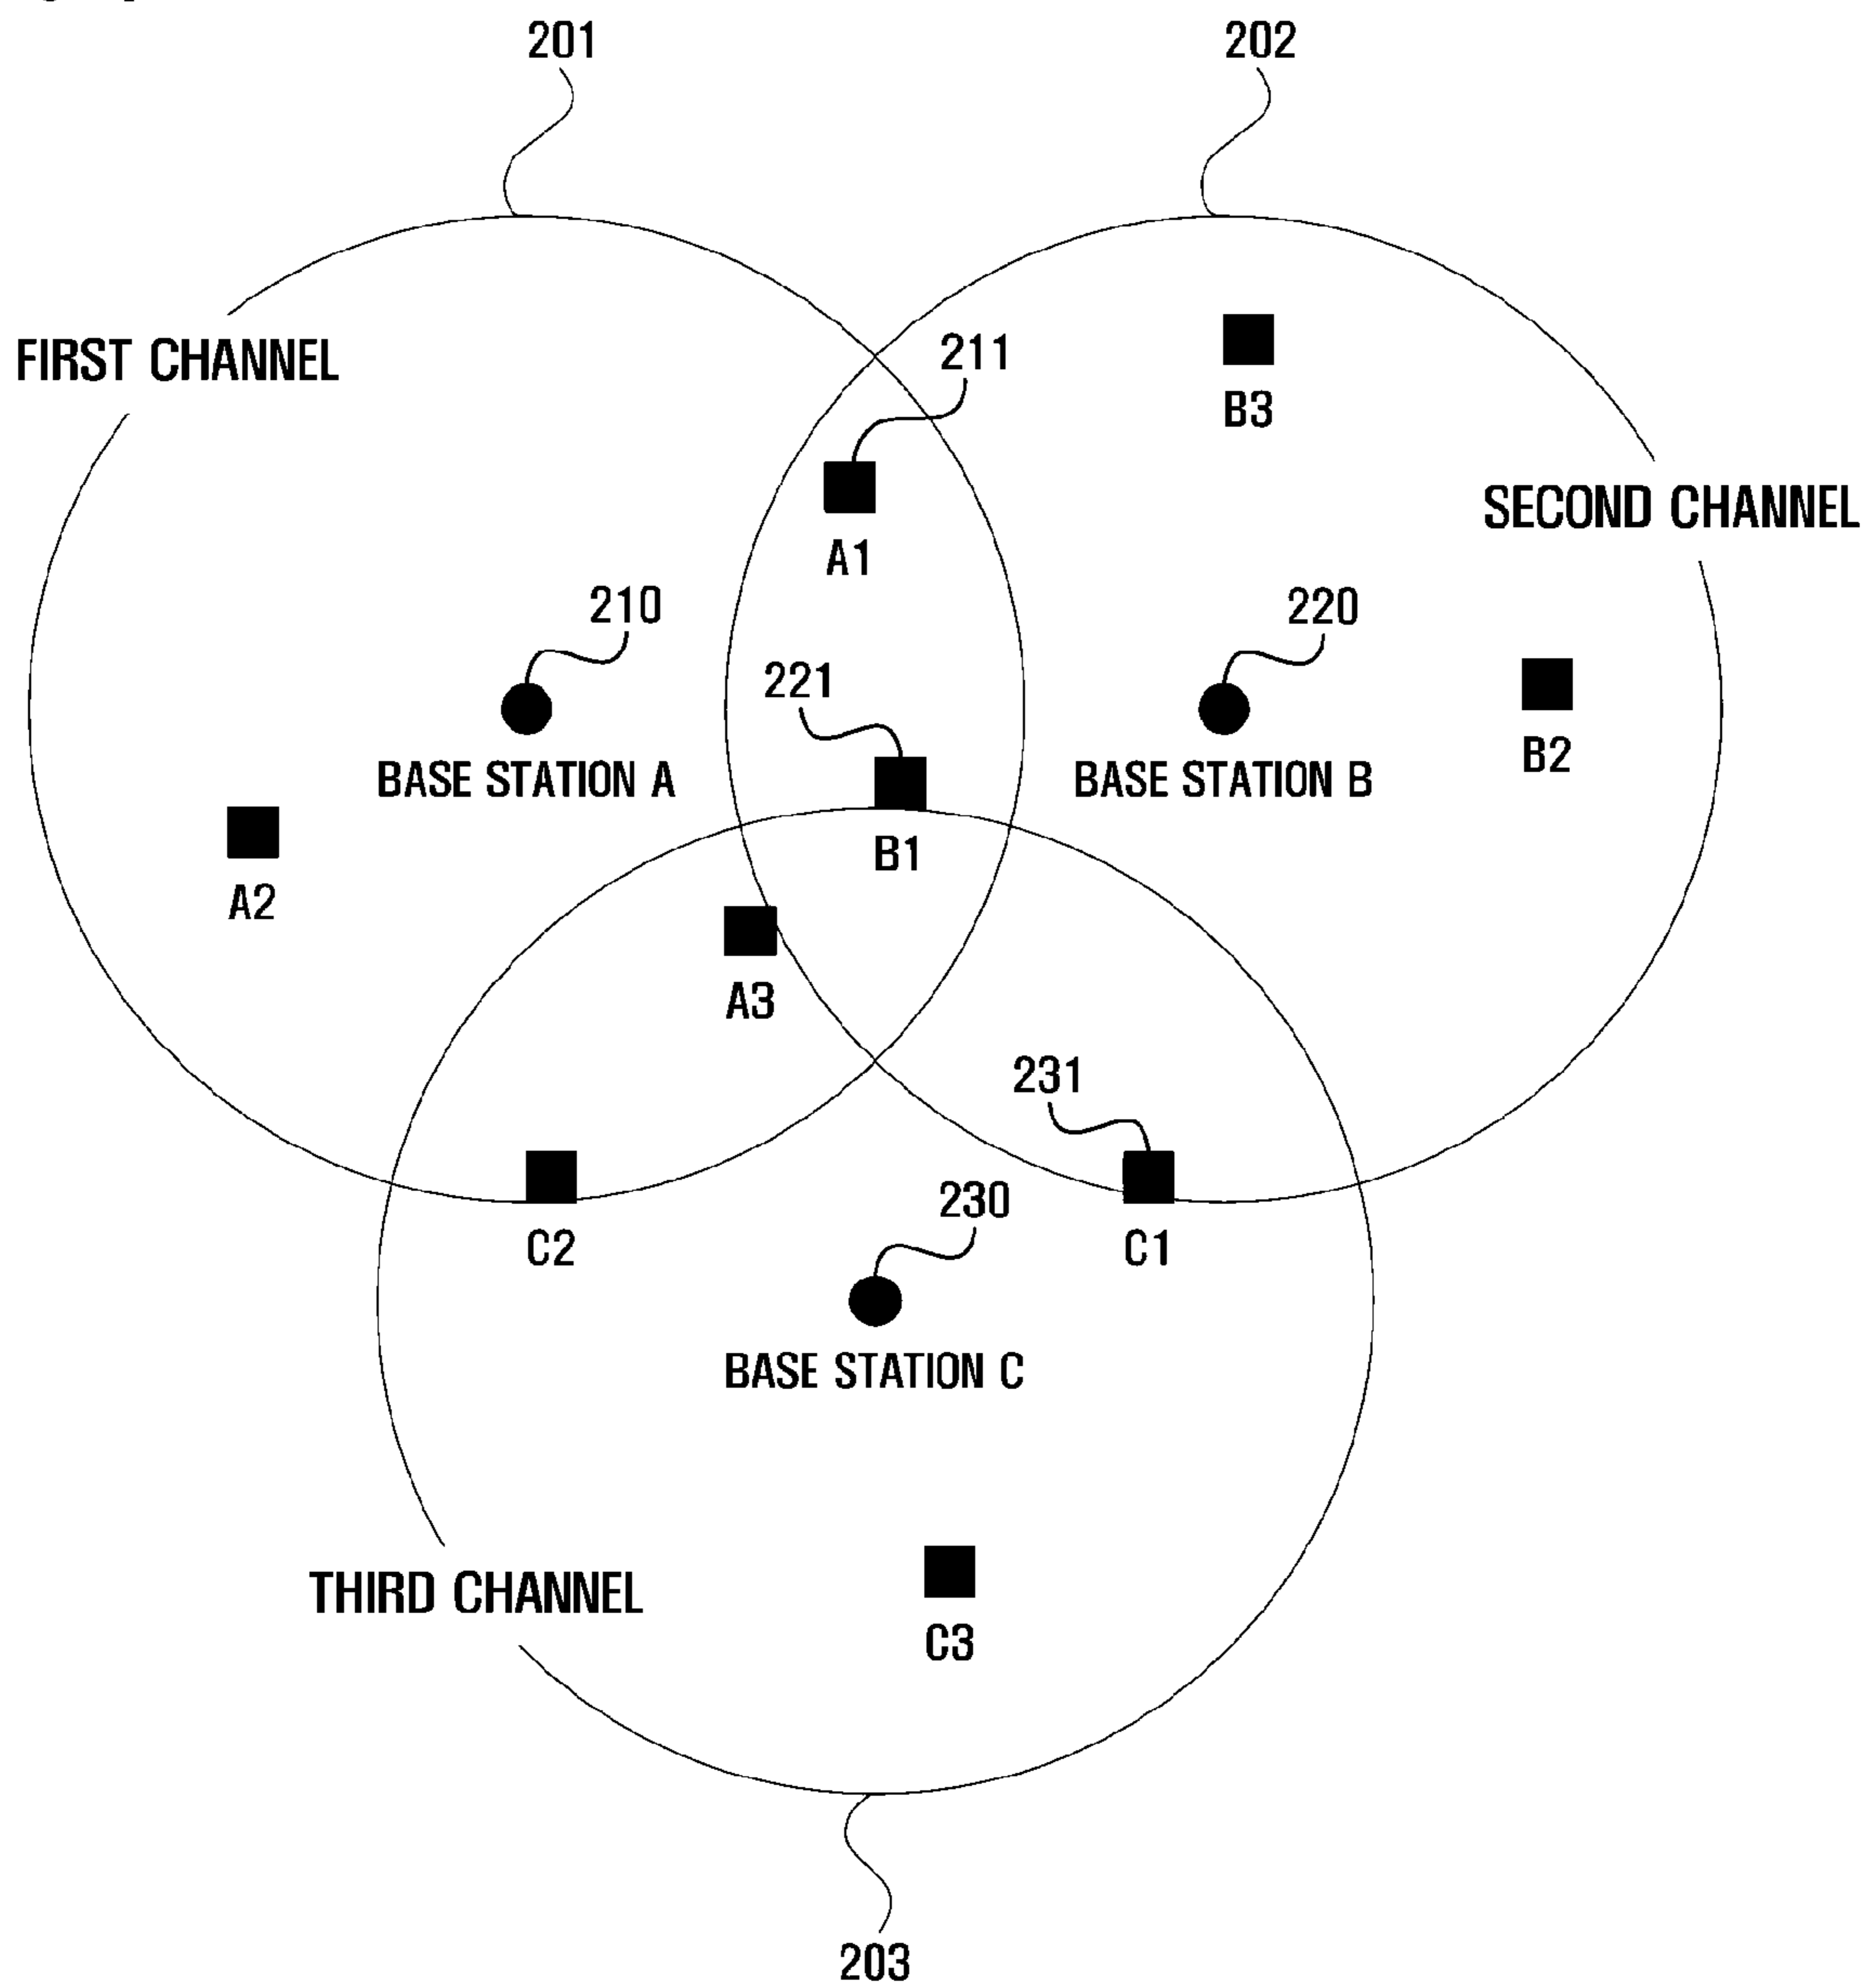 201
202
FIRST CHANNEL
211
B3
SECOND CHANNEL
A1
210
220
221
BASE STATION A
BASE STATION B
B2
B1
A2
A3
231
230
C2
C1
BASE STATION C
THIRD CHANNEL
C3
203